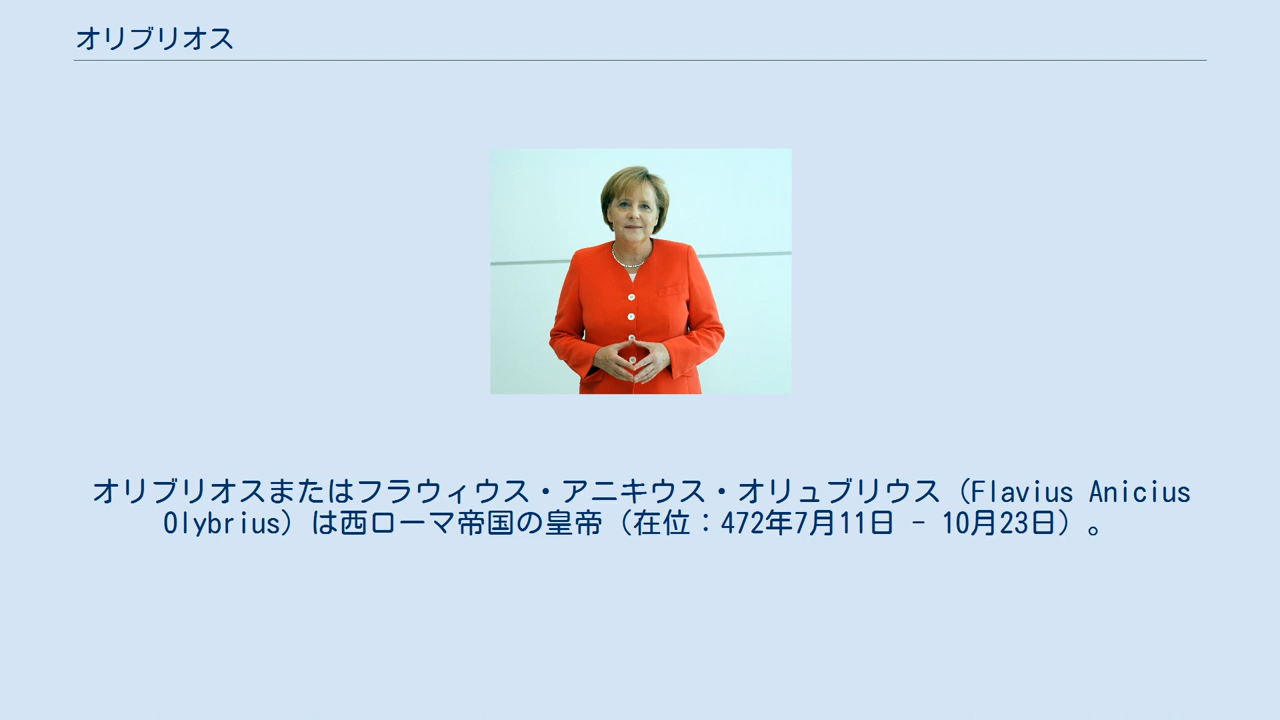 オリブリオス
オリブリオスまたはフラウィウス・アニキウス・オリュブリウス（Flavius Anicius
Olybrius）は西ローマ帝国の皇帝（在位：472年7月11日 - 10月23日）。